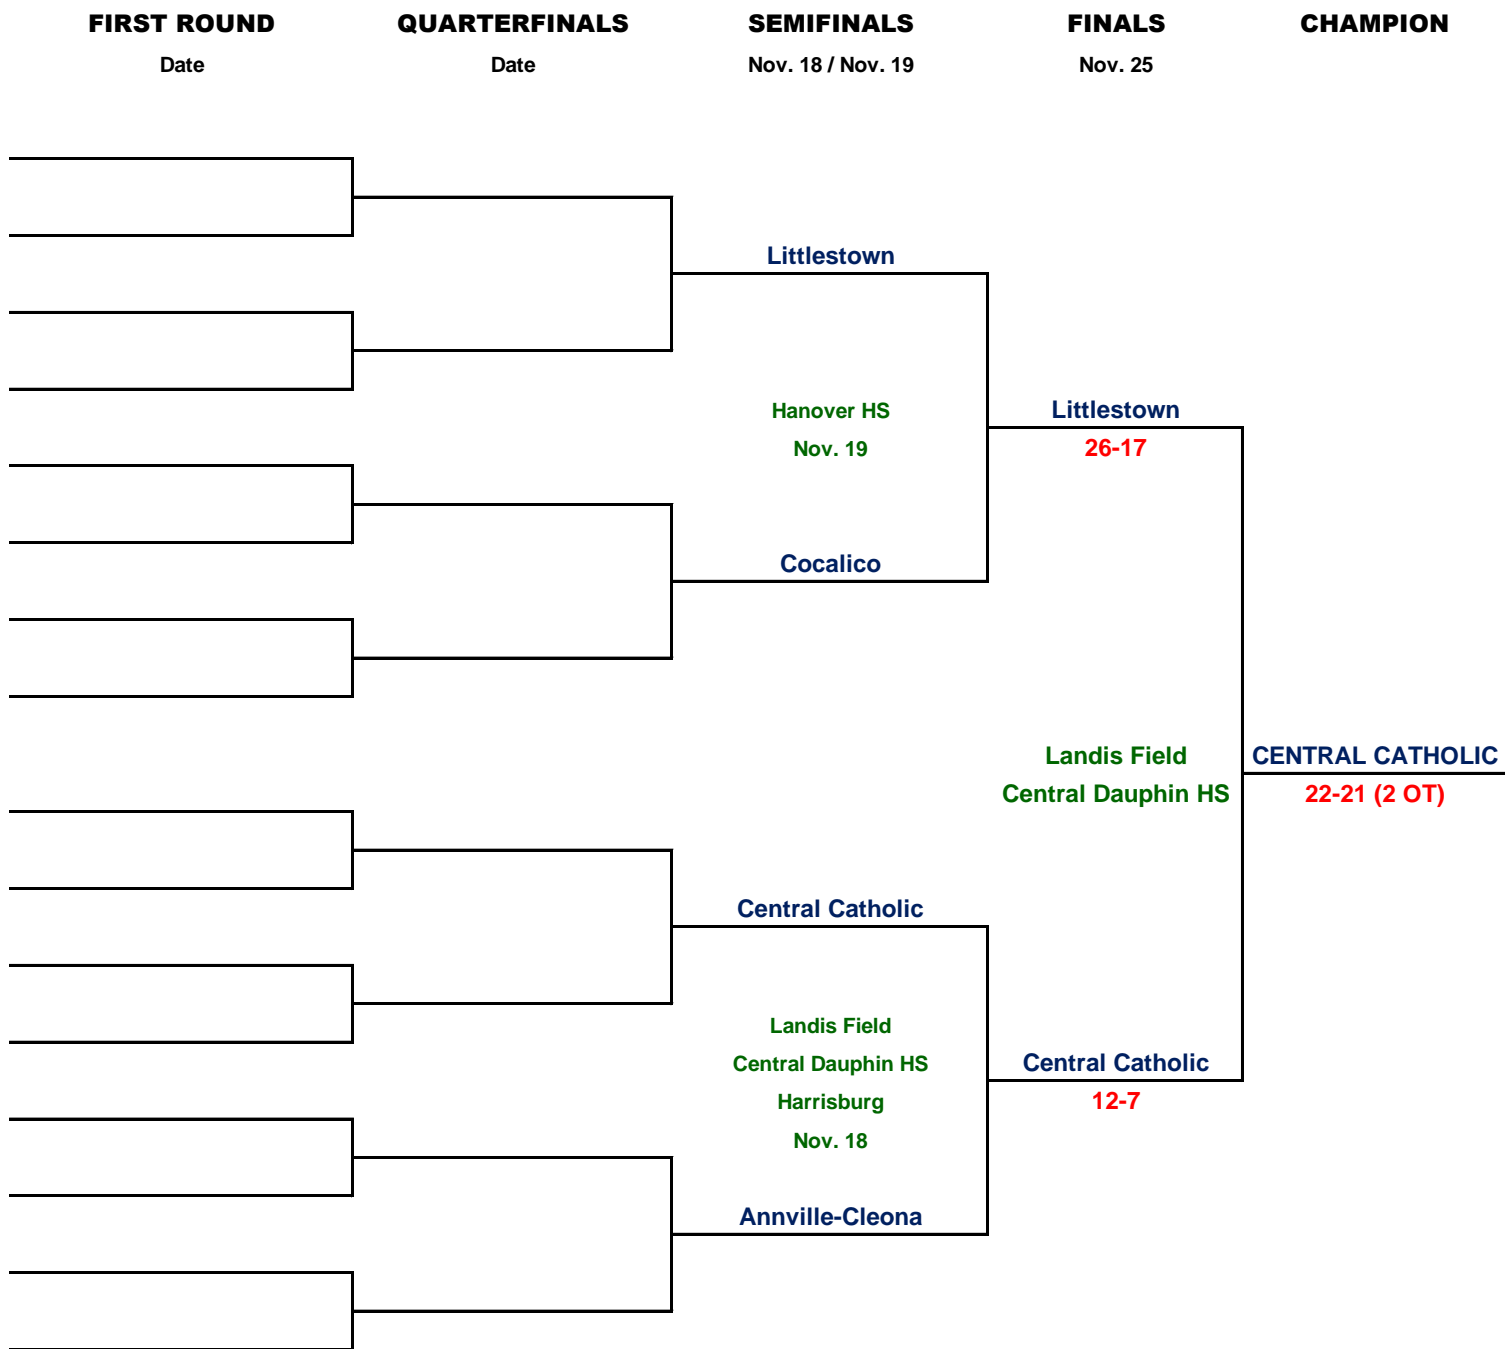 FIRST ROUND
QUARTERFINALS
SEMIFINALS
FINALS
CHAMPION
Date
Date
Nov. 18 / Nov. 19
Nov. 25
Littlestown
Hanover HS
Nov. 19
Littlestown
26-17
Cocalico
Landis Field
Central Dauphin HS
CENTRAL CATHOLIC
22-21 (2 OT)
Central Catholic
Landis Field
Central Dauphin HS
Harrisburg
Nov. 18
Central Catholic
12-7
Annville-Cleona